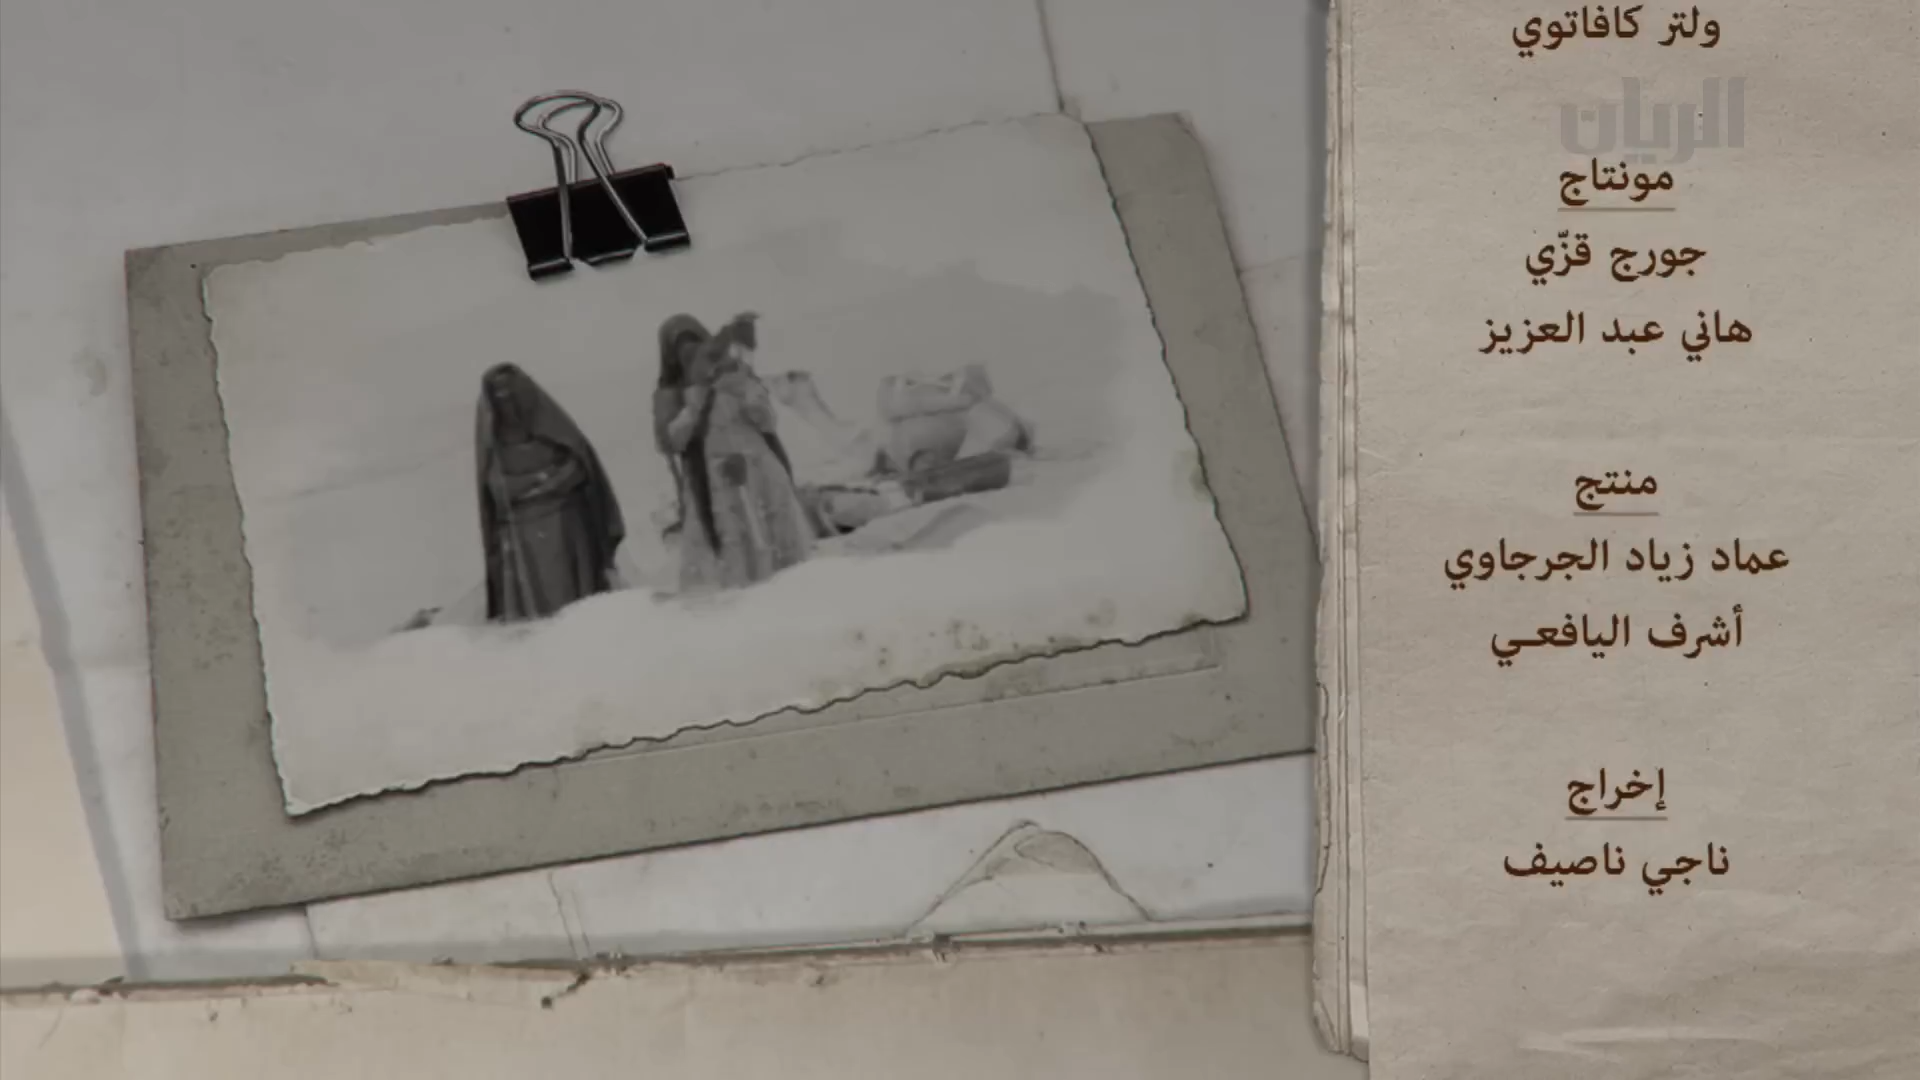 ولتر كافاتوي
الريان
مونتاج
جورج قزّي
هاني عبد العزيز
منتج
عماد زياد الجرجاوي
أشرف اليافعي
إخراج
ناجي ناصيف